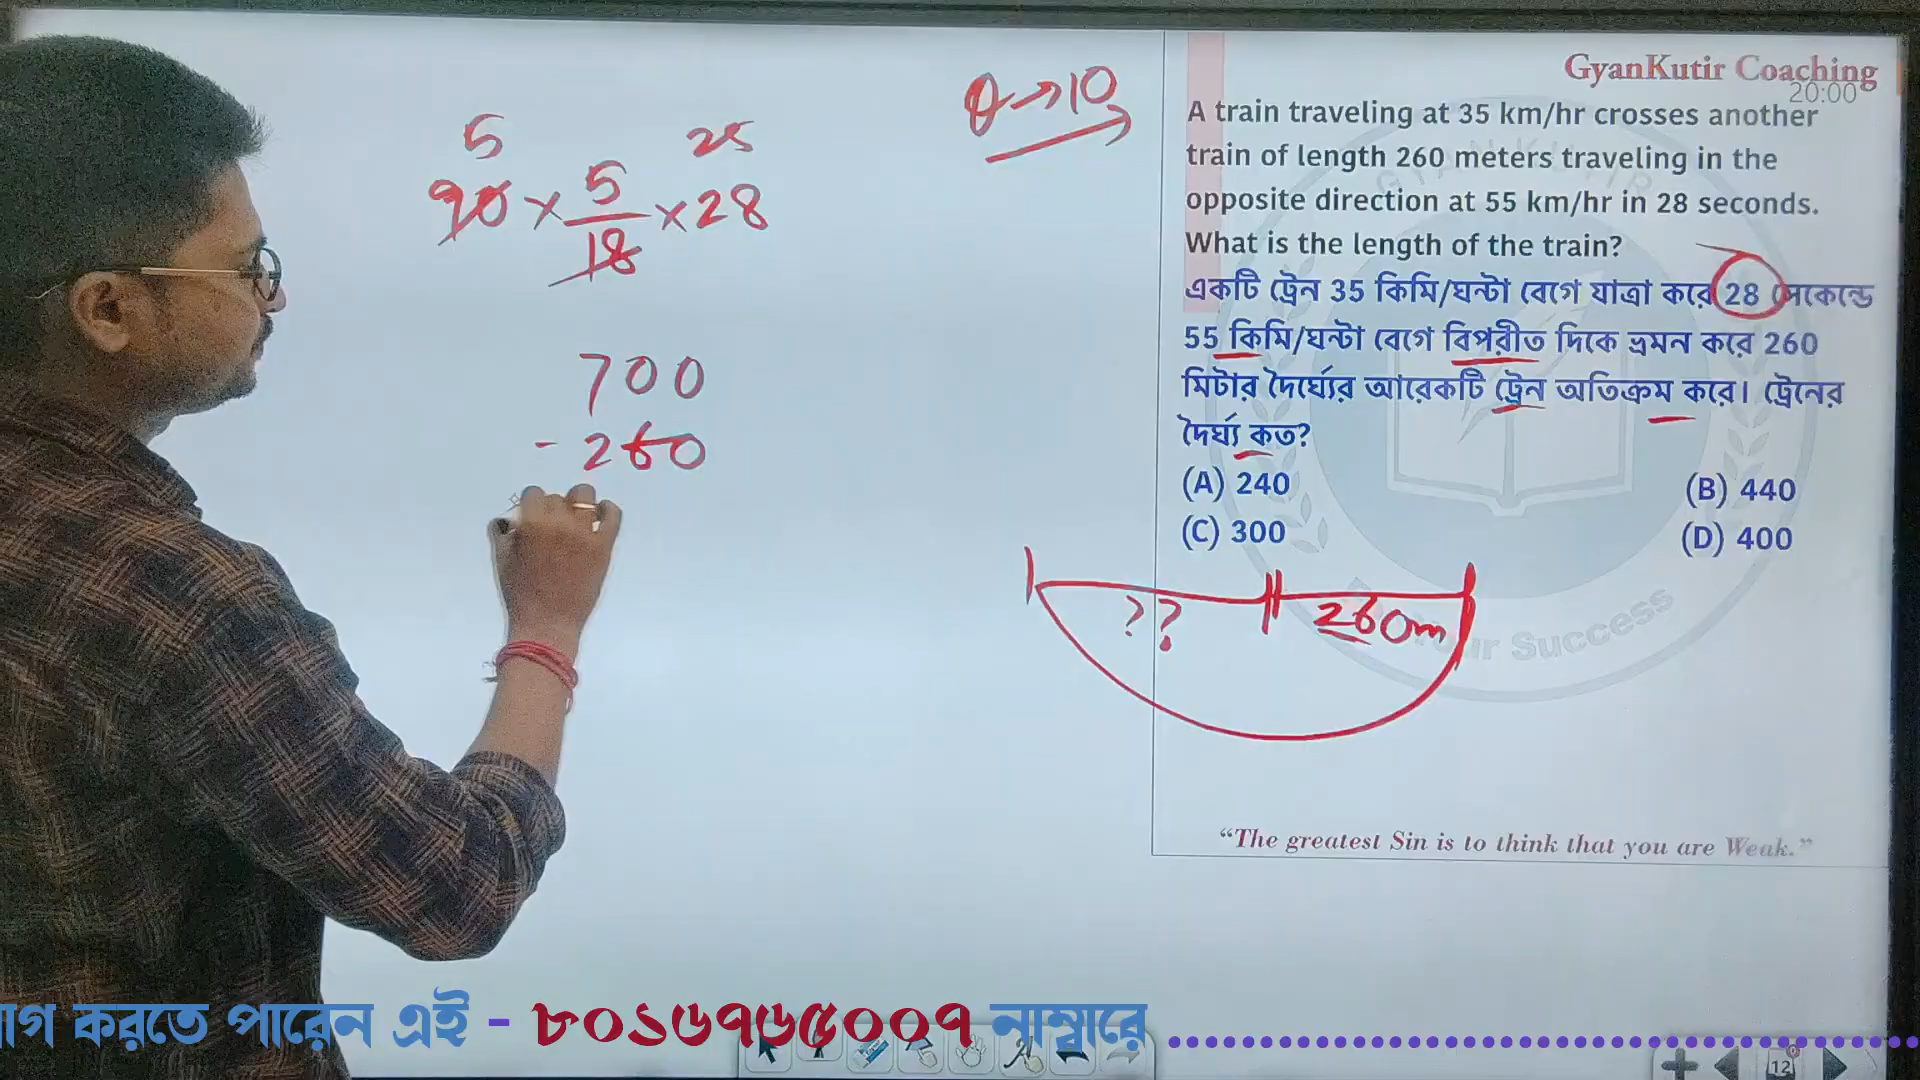 GyanKutir Coaching
20:00
A train traveling at 35 km/hr crosses another
train of length 260 meters traveling in the
opposite direction at 55 km/hr in 28 seconds.
What is the length of the train?
একটি ট্রেন 35 কিমি/ঘন্টা বেগে যাত্রা করে 28 সেকেন্ডে
55 কিমি/ঘন্টা বেগে বিপরীত দিকে ভ্রমন করে 260
মিটার দৈর্ঘ্যের আরেকটি ট্রেন অতিক্রম করে। ট্রেনের
দৈর্ঘ্য কত?
(A) 240 (B) 440
(C) 300 (D) 400
?? 260m
Your Success
“The greatest Sin is to think that you are Weak.”
Q→10
5 25
90 × 5/18 × 28
700
- 260
করতে পারেন এই - ৮০১৬৭৬৫০০৭ নাম্বারে ........................................
12